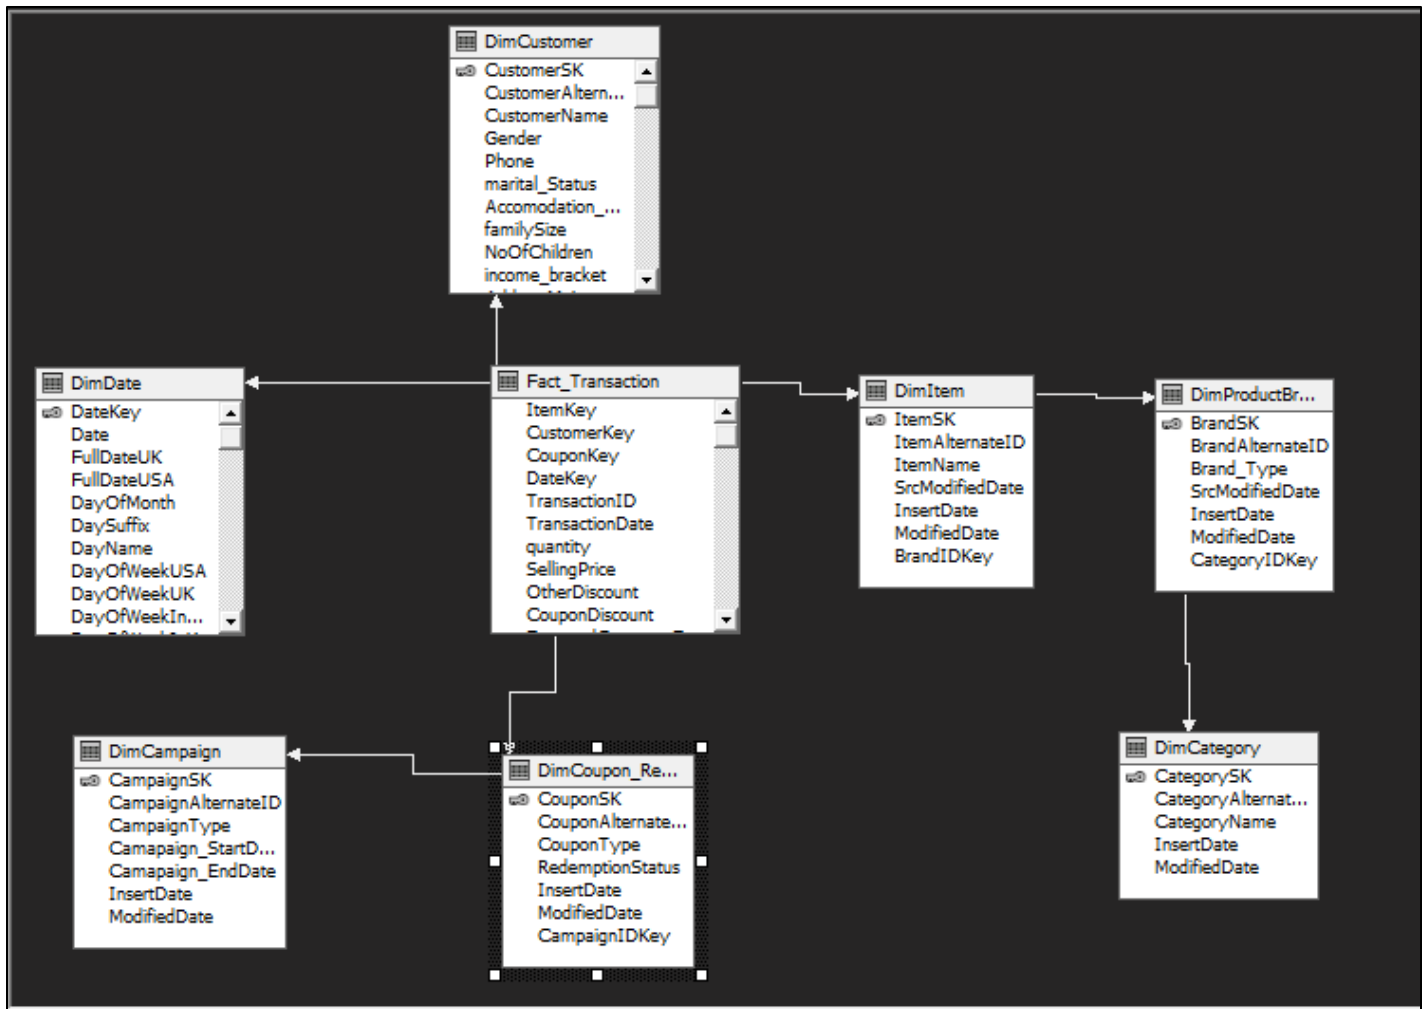 DimCustomer
CustomerSK
CustomerAltern...
CustomerName
Gender
Phone
marital_Status
Accomodation_...
familySize
NoOfChildren
income_bracket
DimDate
DateKey
Date
FullDateUK
FullDateUSA
DayOfMonth
DaySuffix
DayName
DayOfWeekUSA
DayOfWeekUK
DayOfWeekIn...
Fact_Transaction
ItemKey
CustomerKey
CouponKey
DateKey
TransactionID
TransactionDate
quantity
SellingPrice
OtherDiscount
CouponDiscount
DimItem
ItemSK
ItemAlternateID
ItemName
SrcModifiedDate
InsertDate
ModifiedDate
BrandIDKey
DimProductBr...
BrandSK
BrandAlternateID
Brand_Type
SrcModifiedDate
InsertDate
ModifiedDate
CategoryIDKey
DimCampaign
CampaignSK
CampaignAlternateID
CampaignType
Camapaign_StartD...
Camapaign_EndDate
InsertDate
ModifiedDate
DimCoupon_Re...
CouponSK
CouponAlternate...
CouponType
RedemptionStatus
InsertDate
ModifiedDate
CampaignIDKey
DimCategory
CategorySK
CategoryAlternat...
CategoryName
InsertDate
ModifiedDate